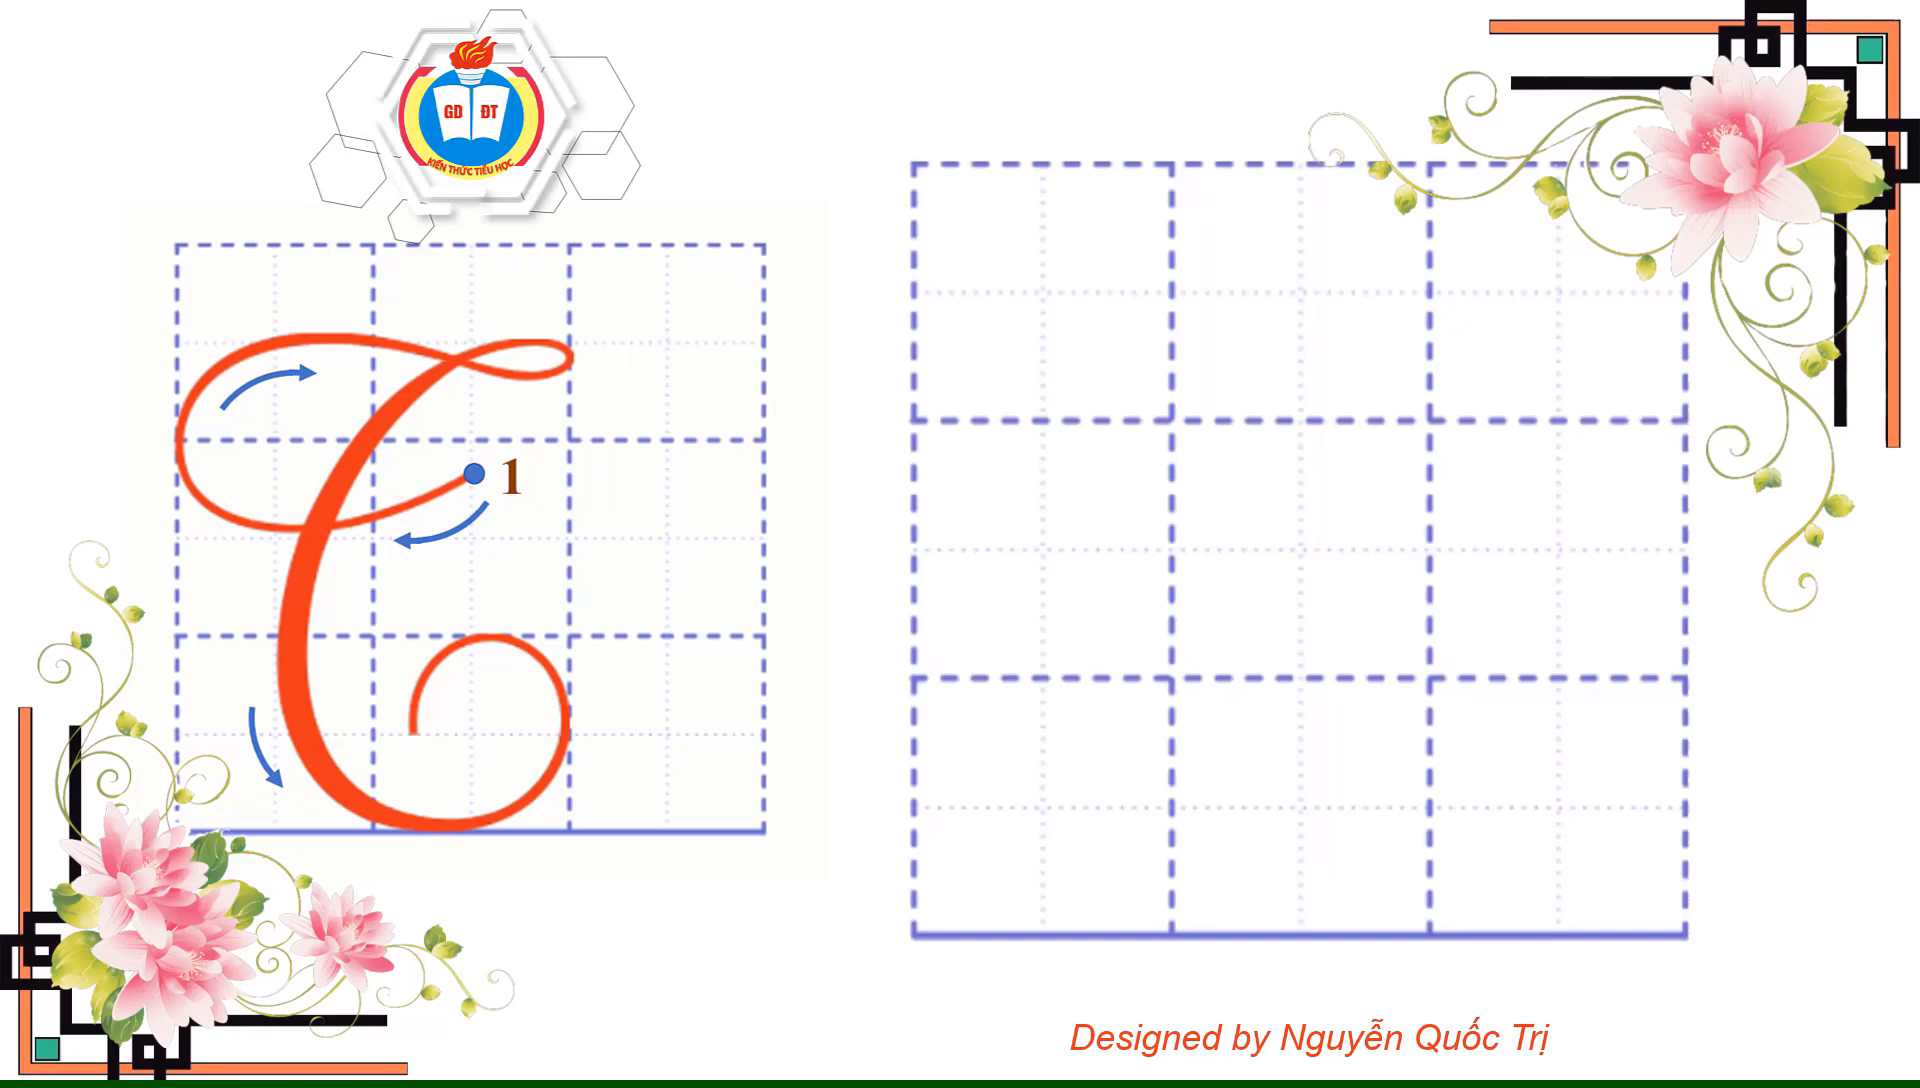 GD ĐT
KIẾN THỨC TIỂU HỌC
T
1
Designed by Nguyễn Quốc Trị